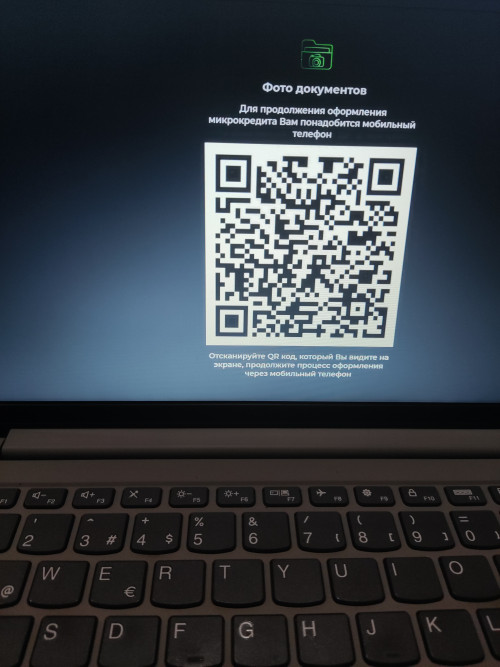 Фото документов
Для продолжения оформления
микрокредита Вам понадобится мобильный
телефон
Отсканируйте QR код, который Вы видите на
экране, продолжите процесс оформления
через мобильный телефон
F1 F2 F3 F4 F5 F6 F7 F8 F9 F10 F11
' ^ + % & / ( ) =
2 3 # 4 $ 5 6 7 [ 8 [ 9 ] 0
@ W E € R T Y U I O
S D F G H J K L